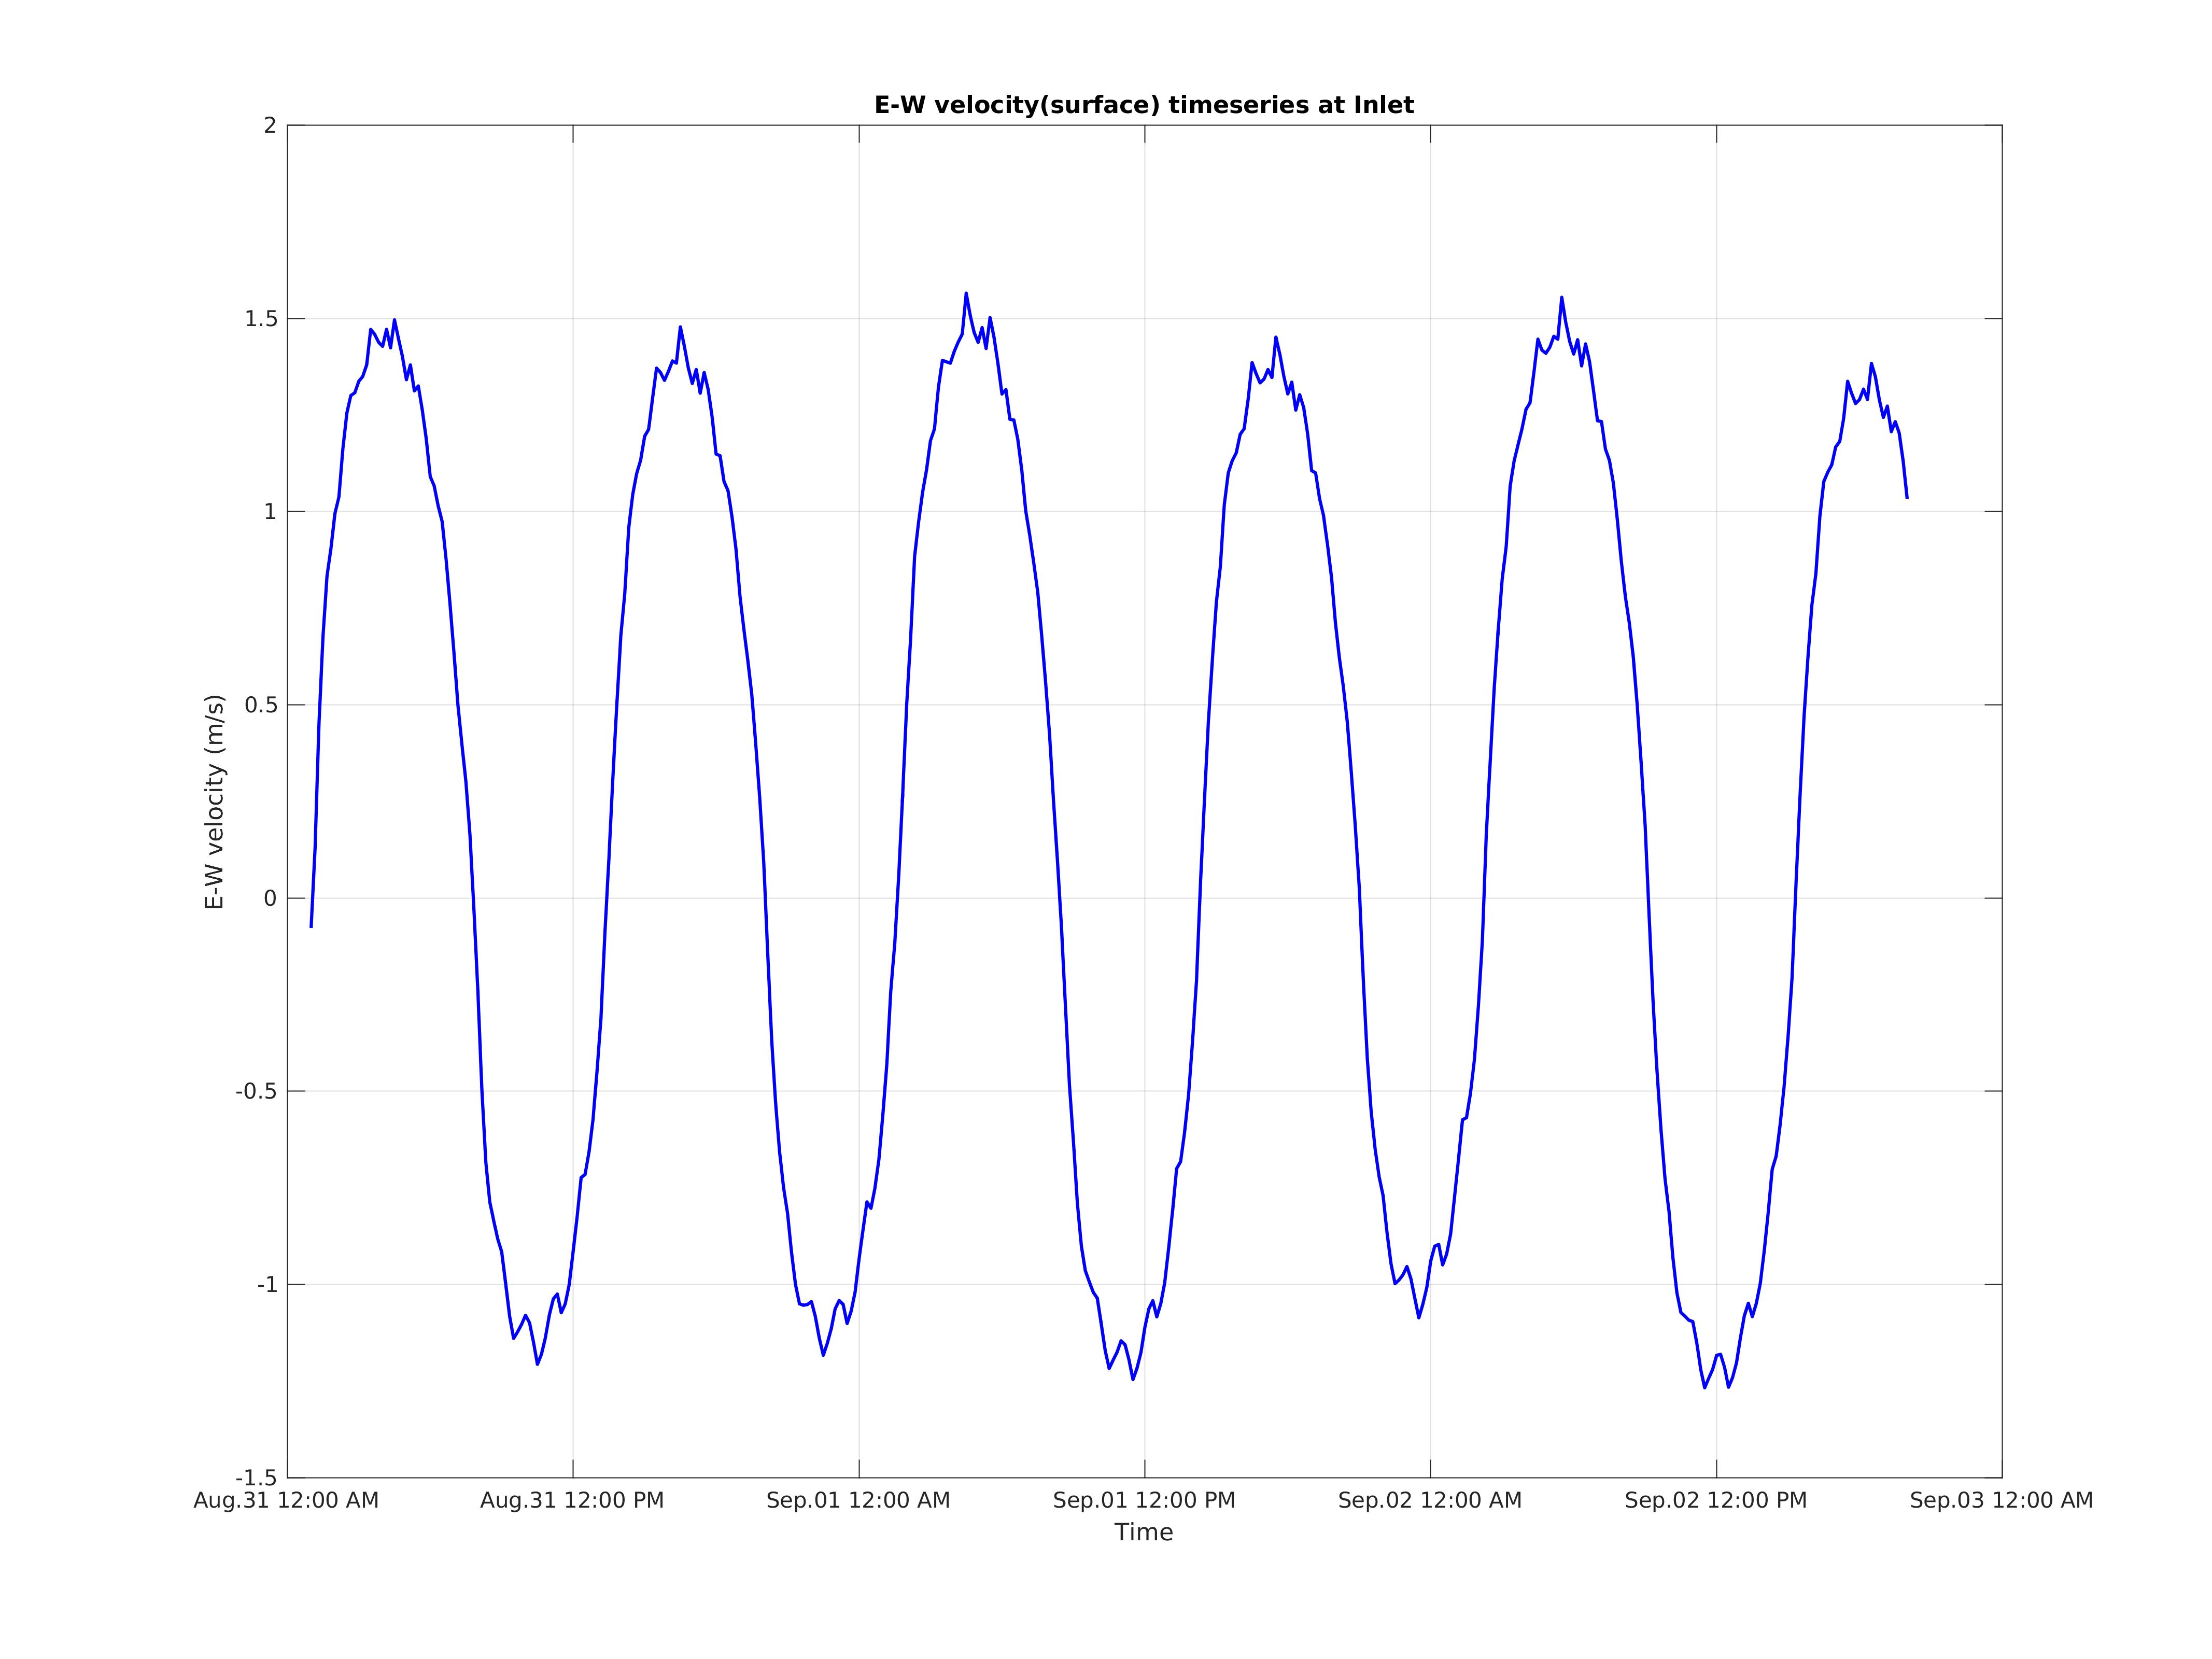 E-W velocity(surface) timeseries at Inlet
2
1.5
1
0.5
0
-0.5
-1
-1.5
E-W velocity (m/s)
Aug.31 12:00 AM Aug.31 12:00 PM Sep.01 12:00 AM Sep.01 12:00 PM Sep.02 12:00 AM Sep.02 12:00 PM Sep.03 12:00 AM
Time